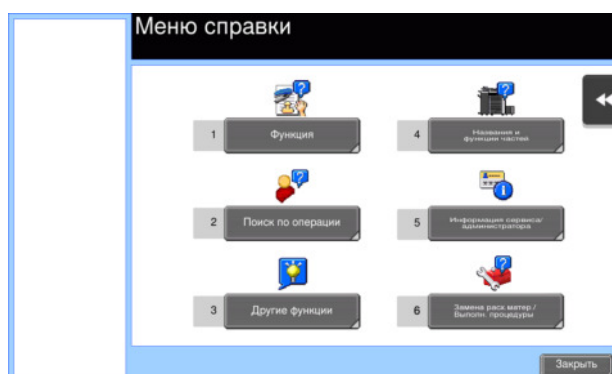 Меню справки
1 Функция
4 Названия и
функции частей
2 Поиск по операции
5 Информация сервиса/
администратора
3 Другие функции
6 Замена расх.матер./
Выполн. процедуры
Закрыть